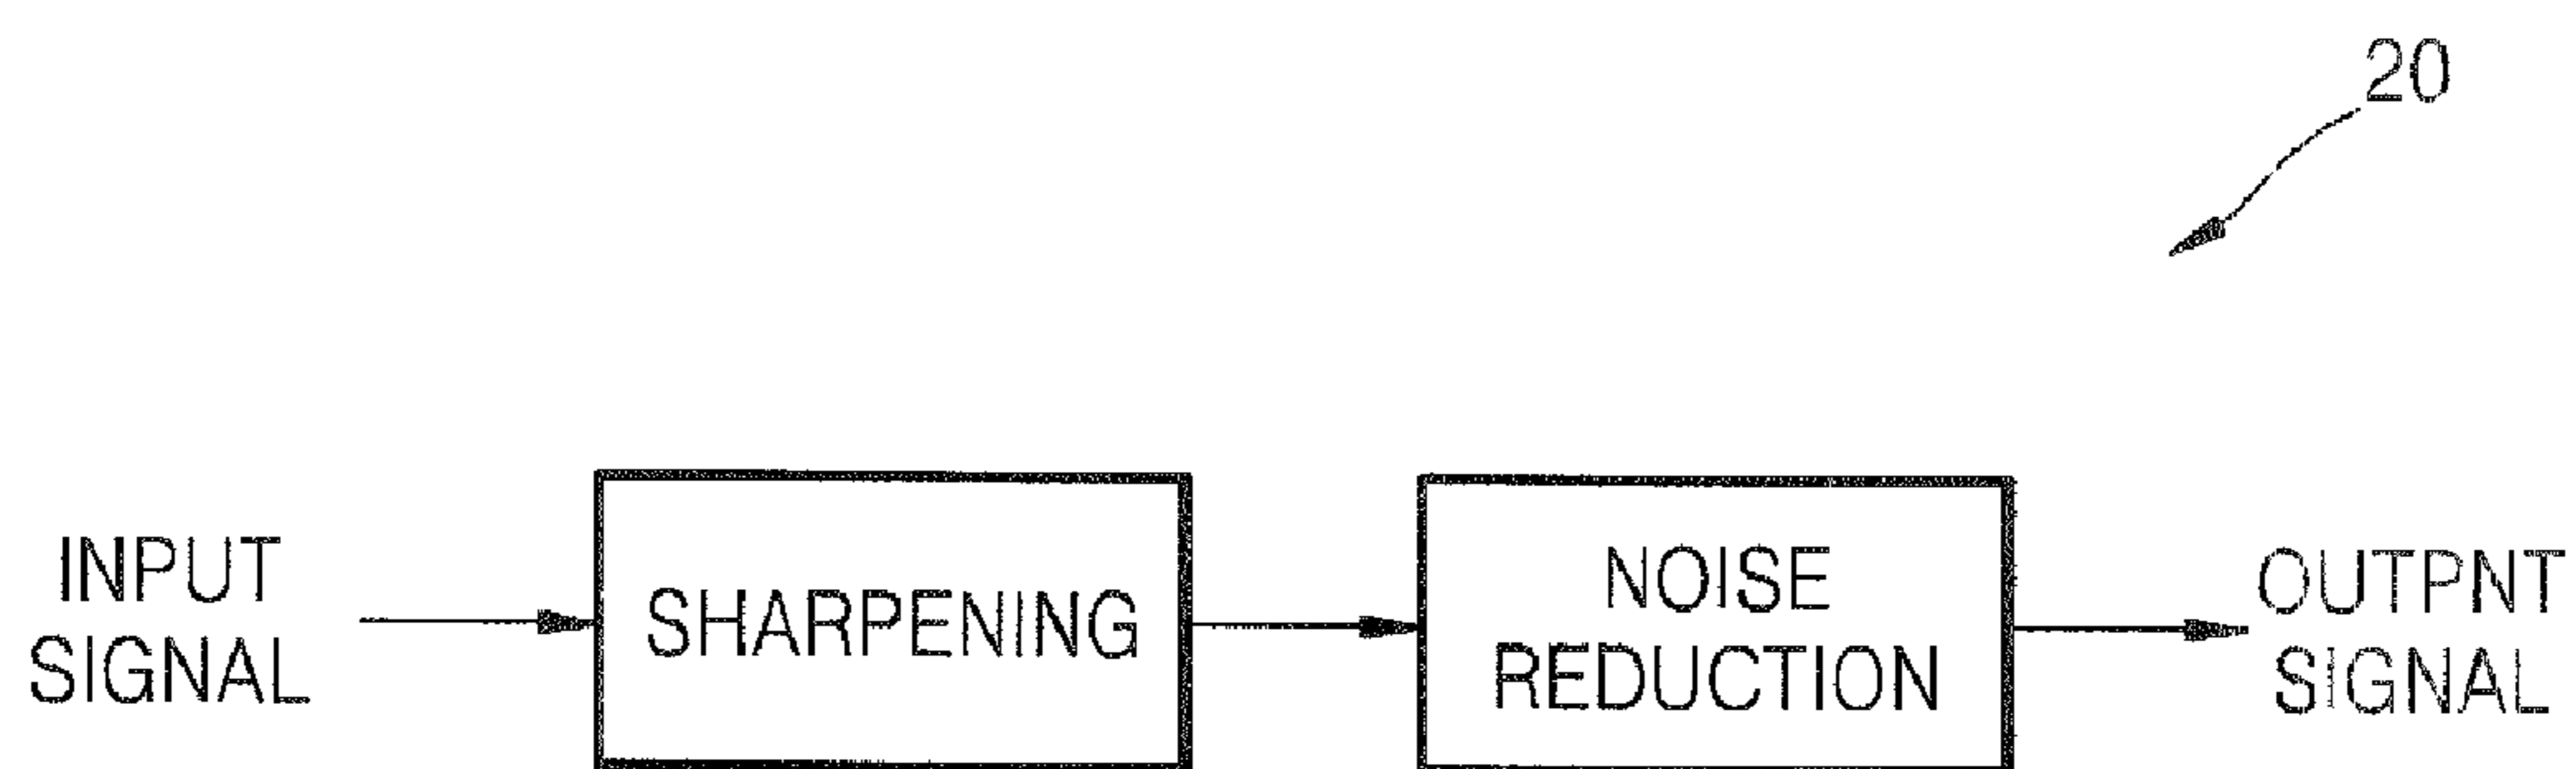 20
INPUT
SIGNAL
SHARPENING
NOISE
REDUCTION
OUTPNT
SIGNAL